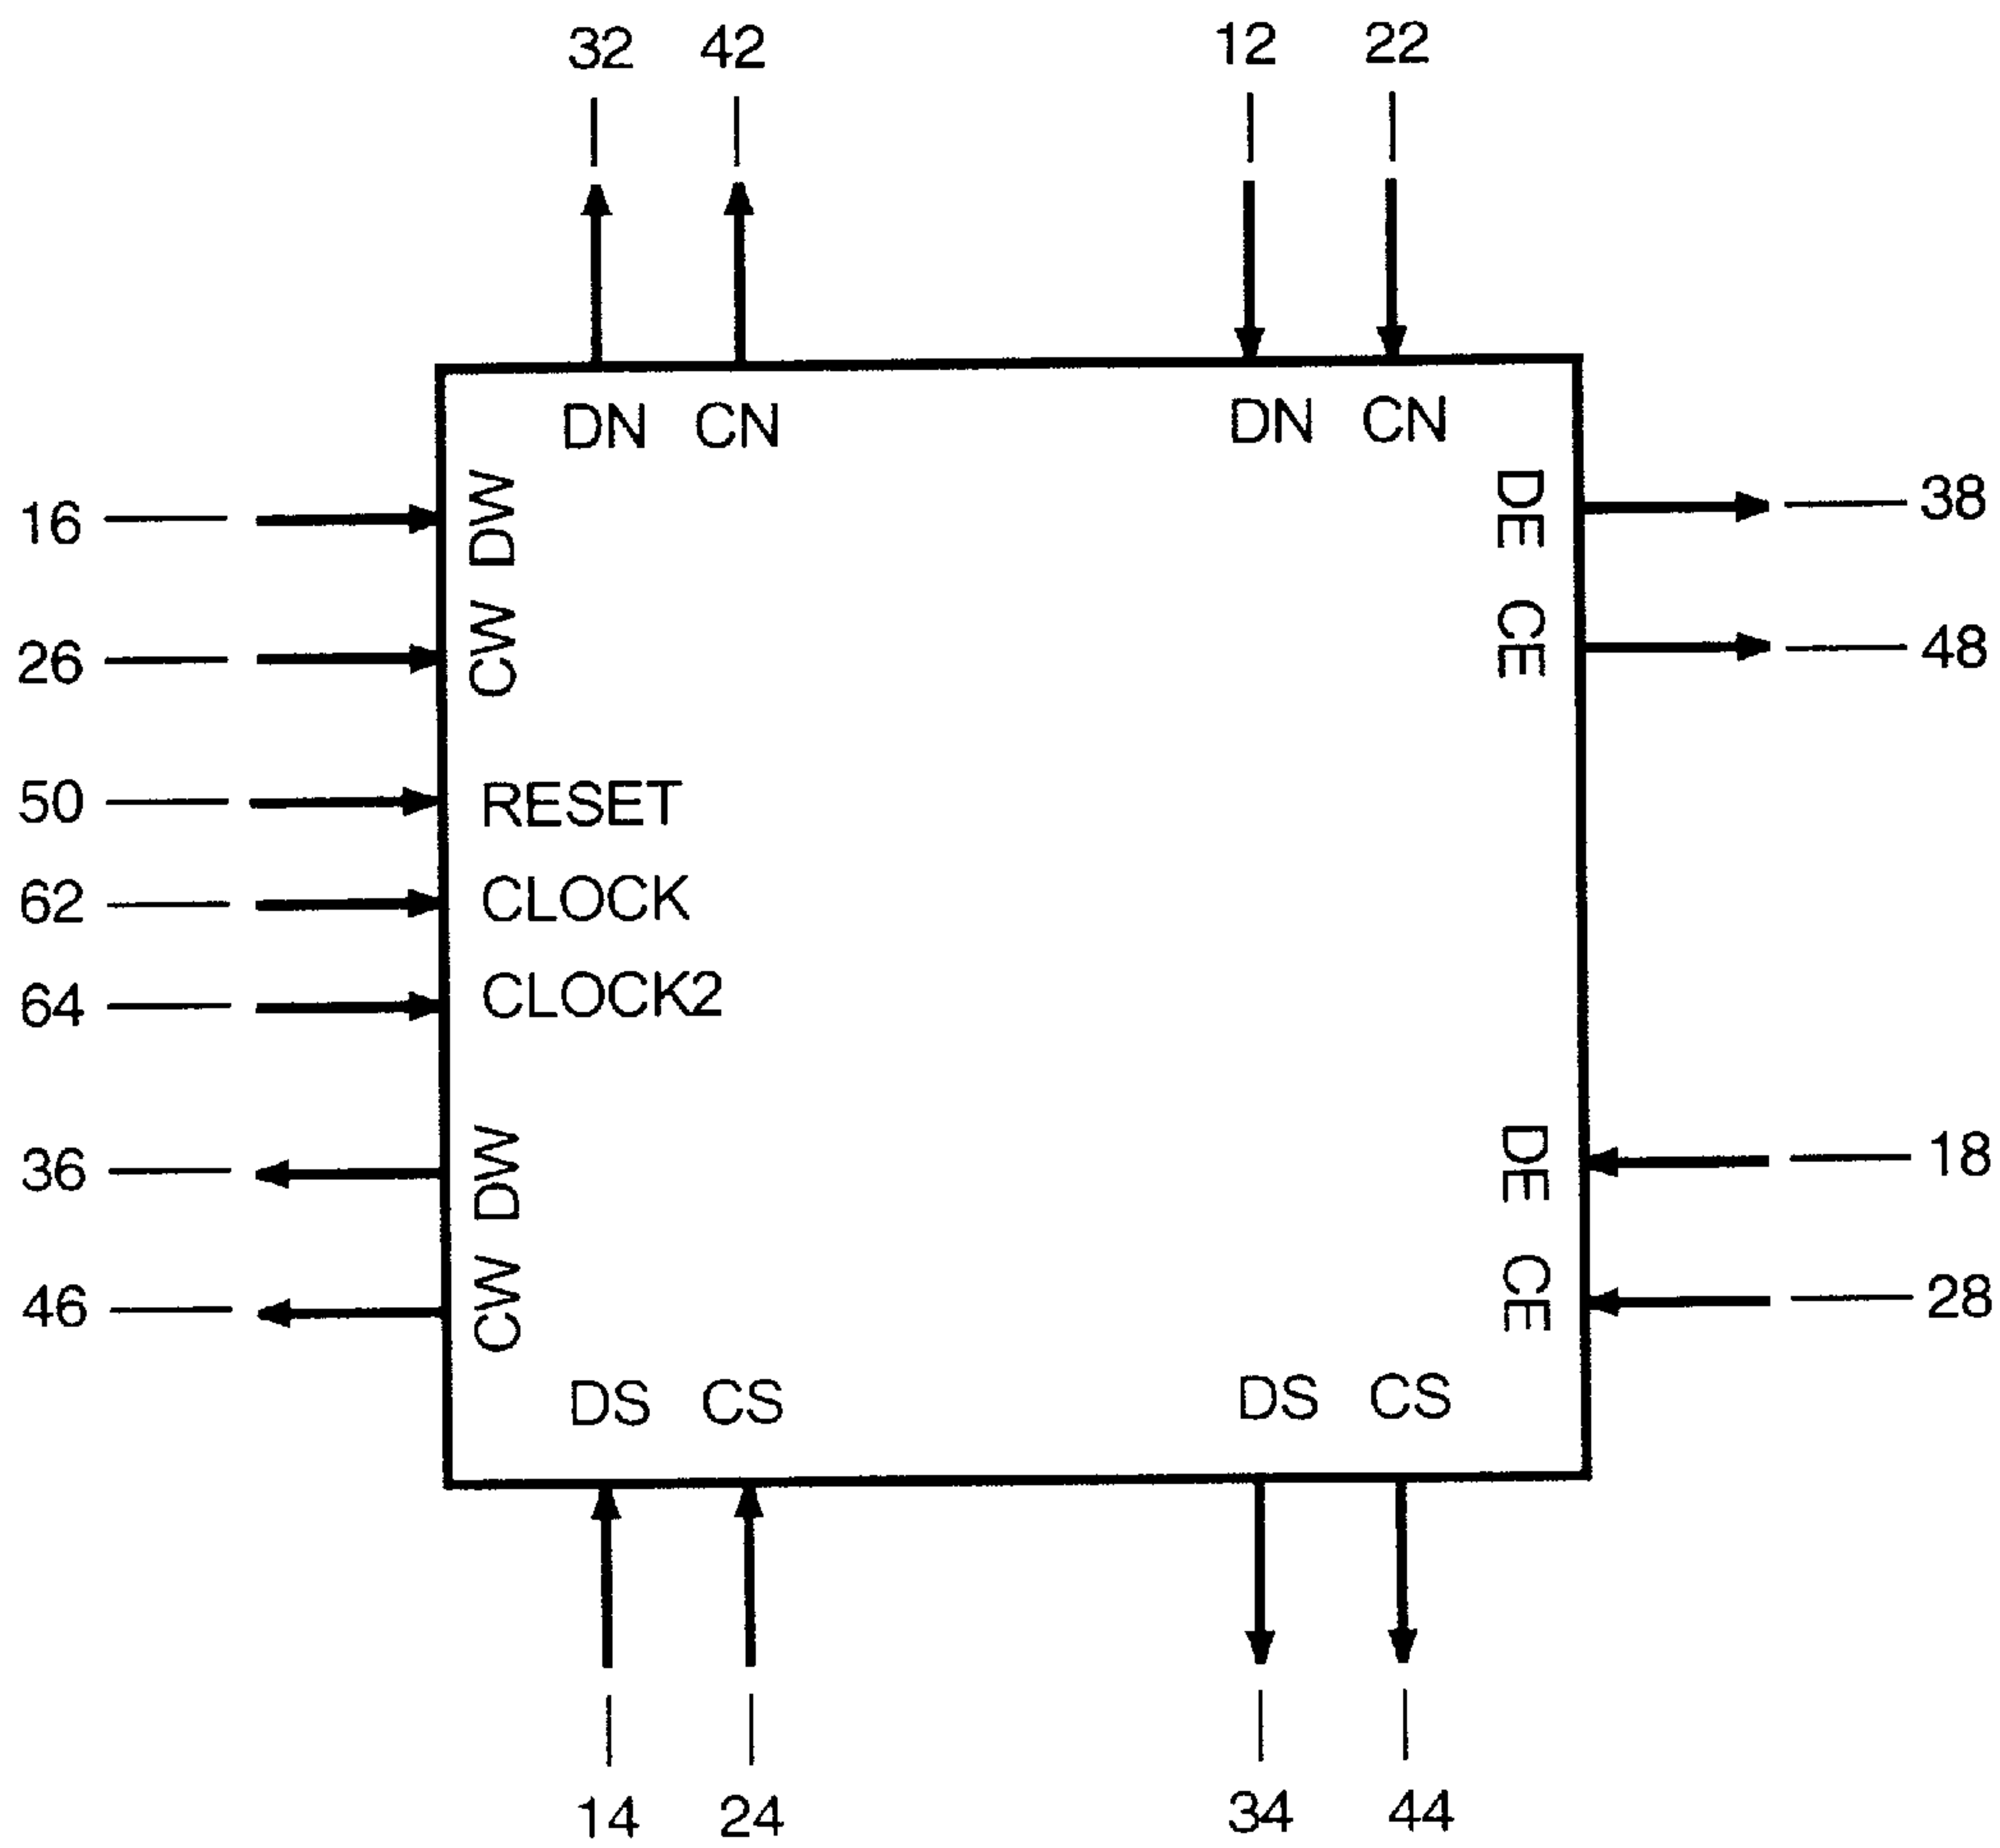 32 42 12 22
DN CN DN CN
16 DW DE 38
26 CW CE 48
50 RESET
62 CLOCK
64 CLOCK2
36 DW DE 18
46 CW CE 28
DS CS DS CS
14 24 34 44